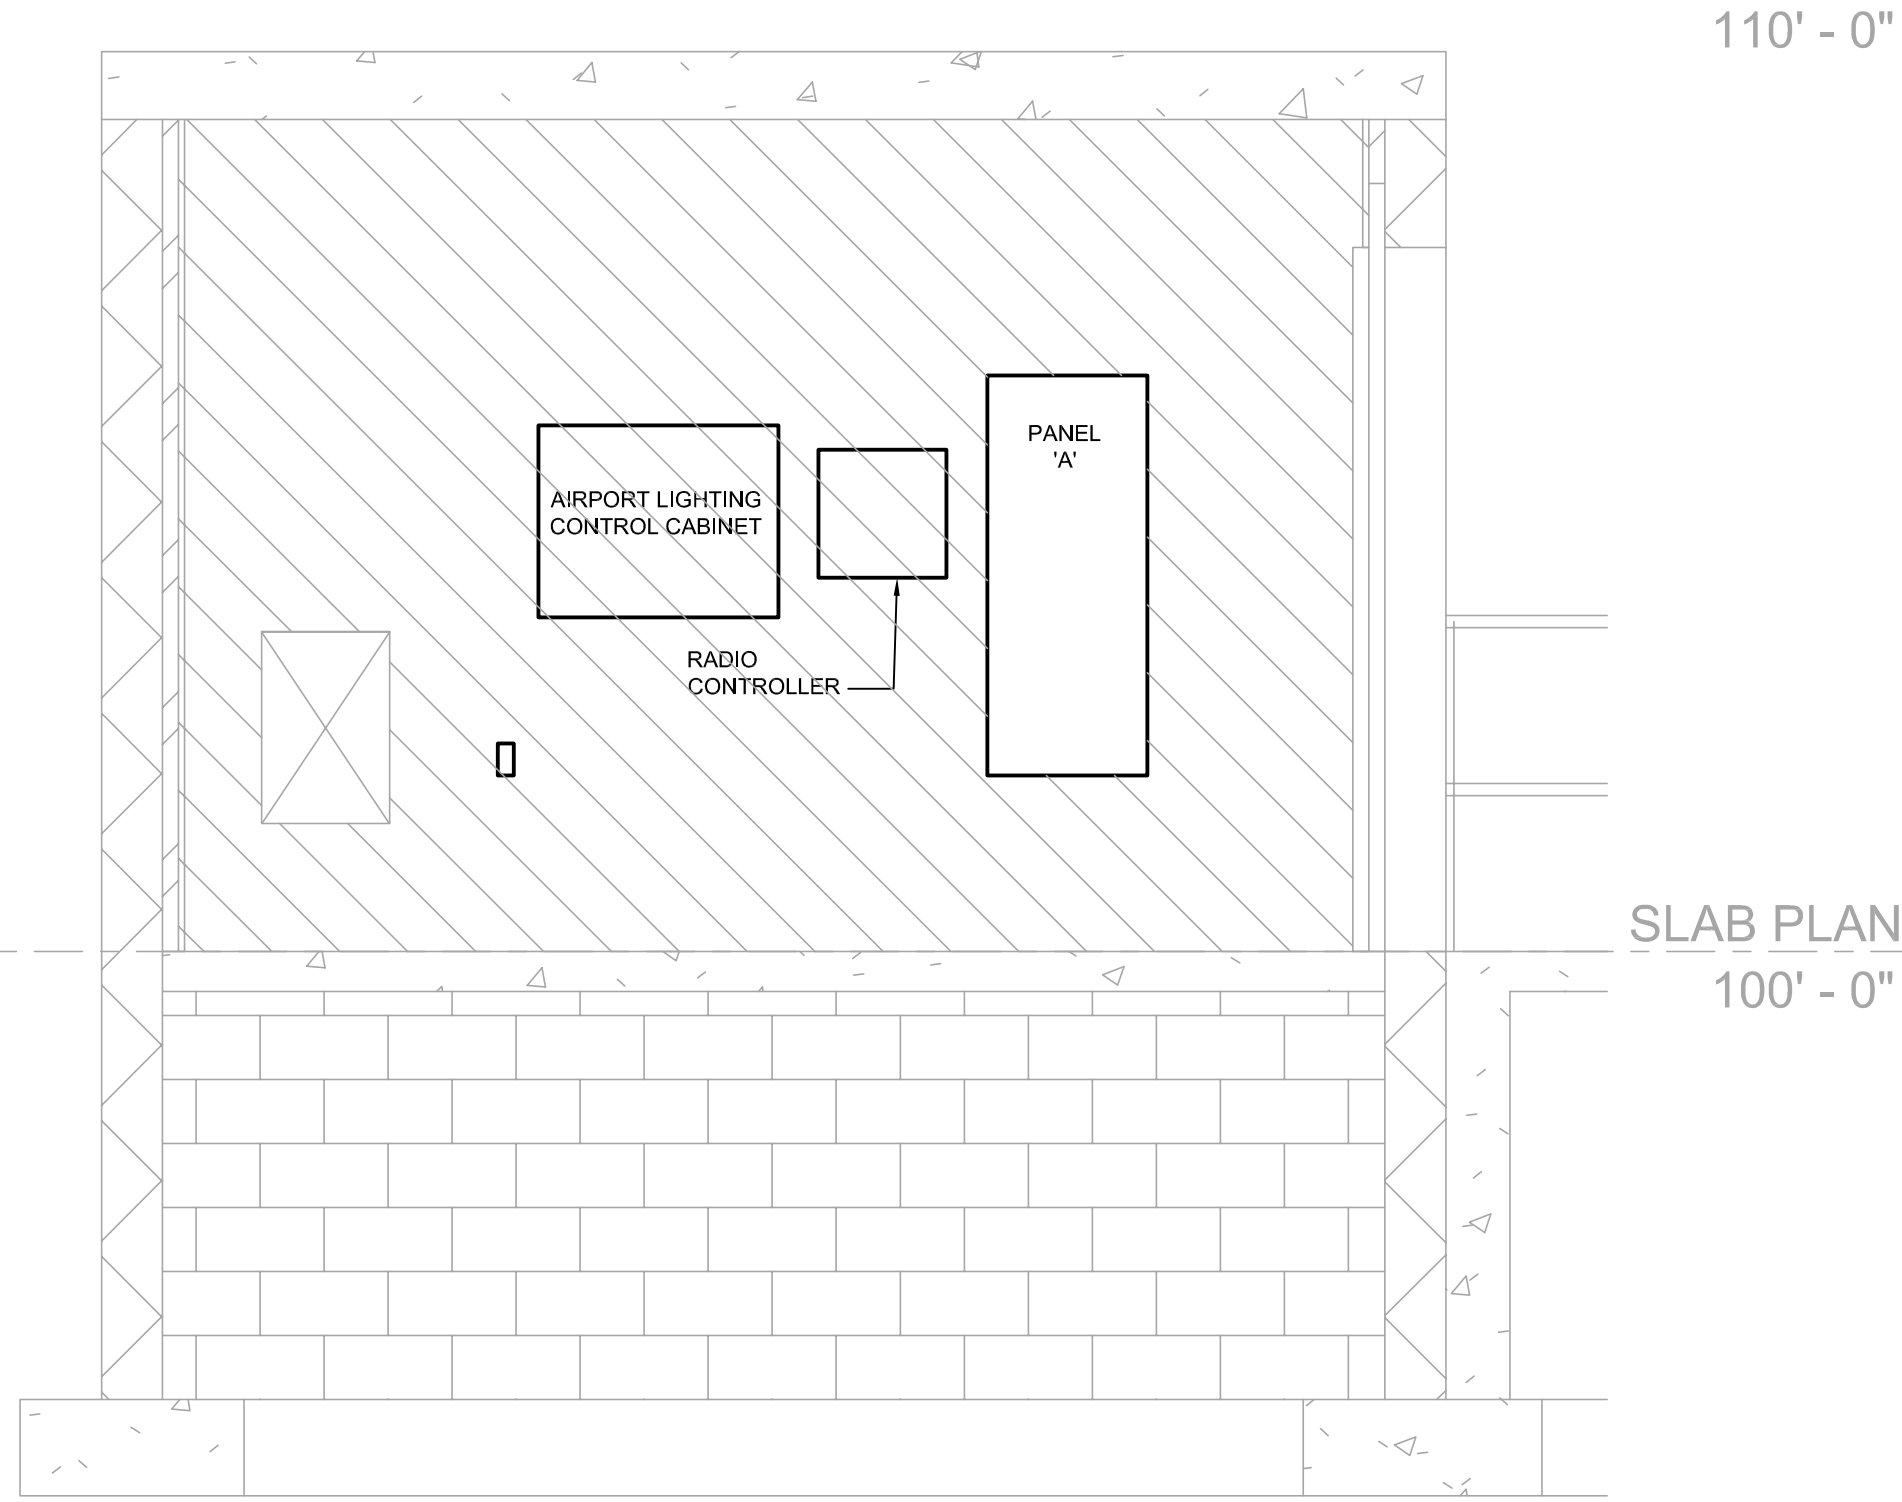 110' - 0"
PANEL
'A'
AIRPORT LIGHTING
CONTROL CABINET
RADIO
CONTROLLER
SLAB PLAN
100' - 0"